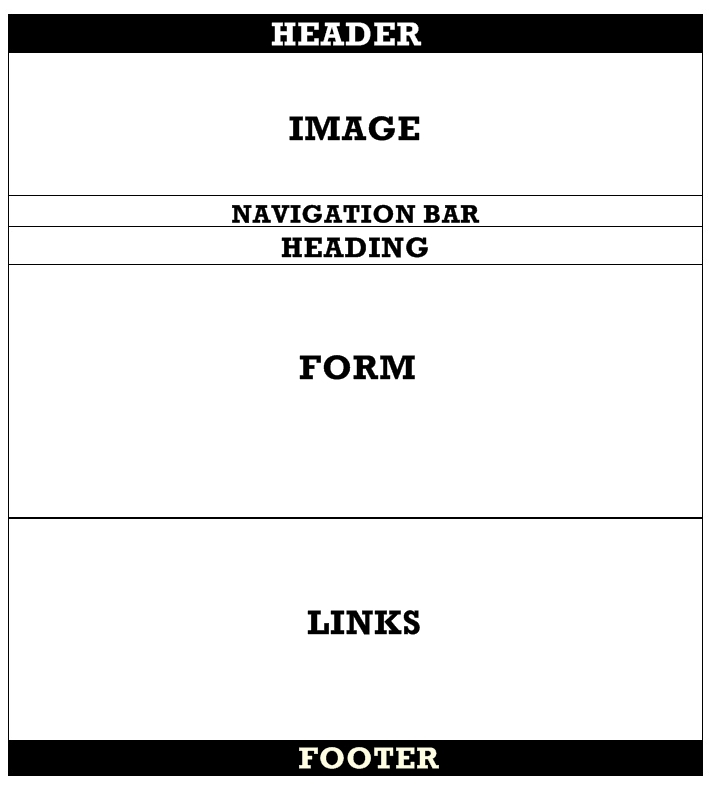 HEADER
IMAGE
NAVIGATION BAR
HEADING
FORM
LINKS
FOOTER